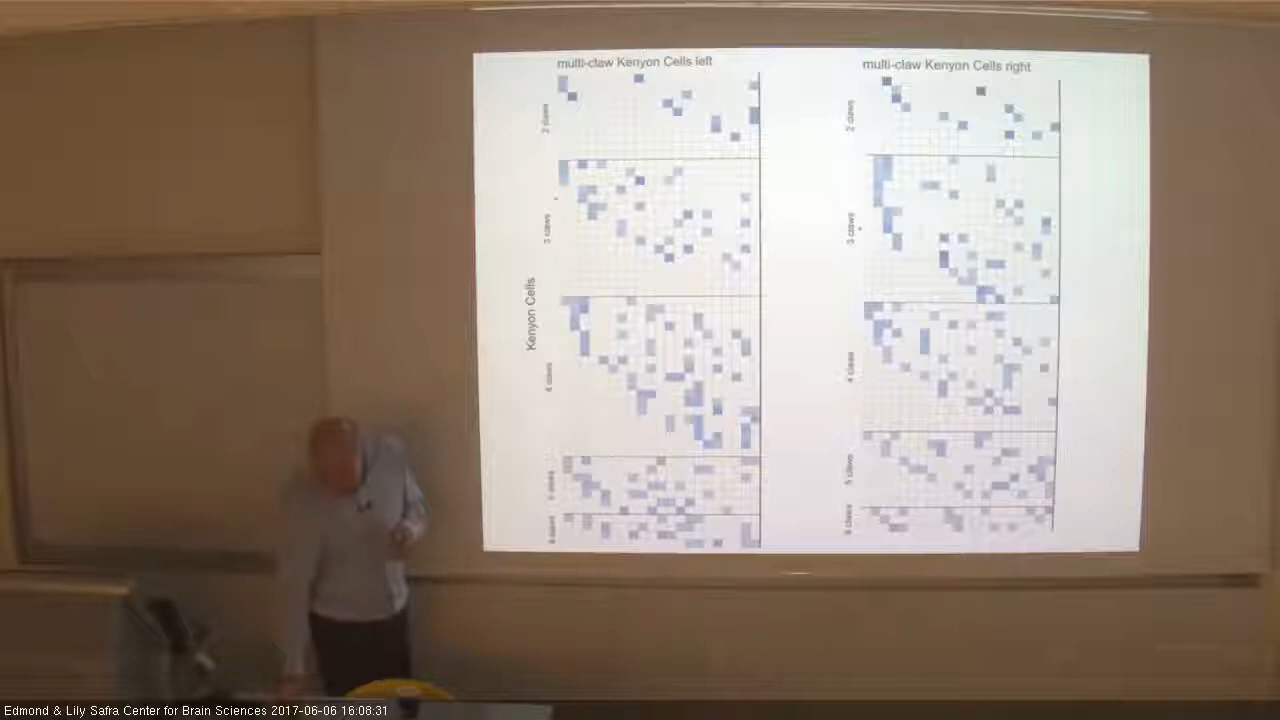 multi-claw Kenyon Cells left
multi-claw Kenyon Cells right
Kenyon Cells
2 claws
3 claws
4 claws
5 claws
6 claws
2 claws
3 claws
4 claws
5 claws
6 claws
Edmond & Lily Safra Center for Brain Sciences 2017-06-06 16:08:31